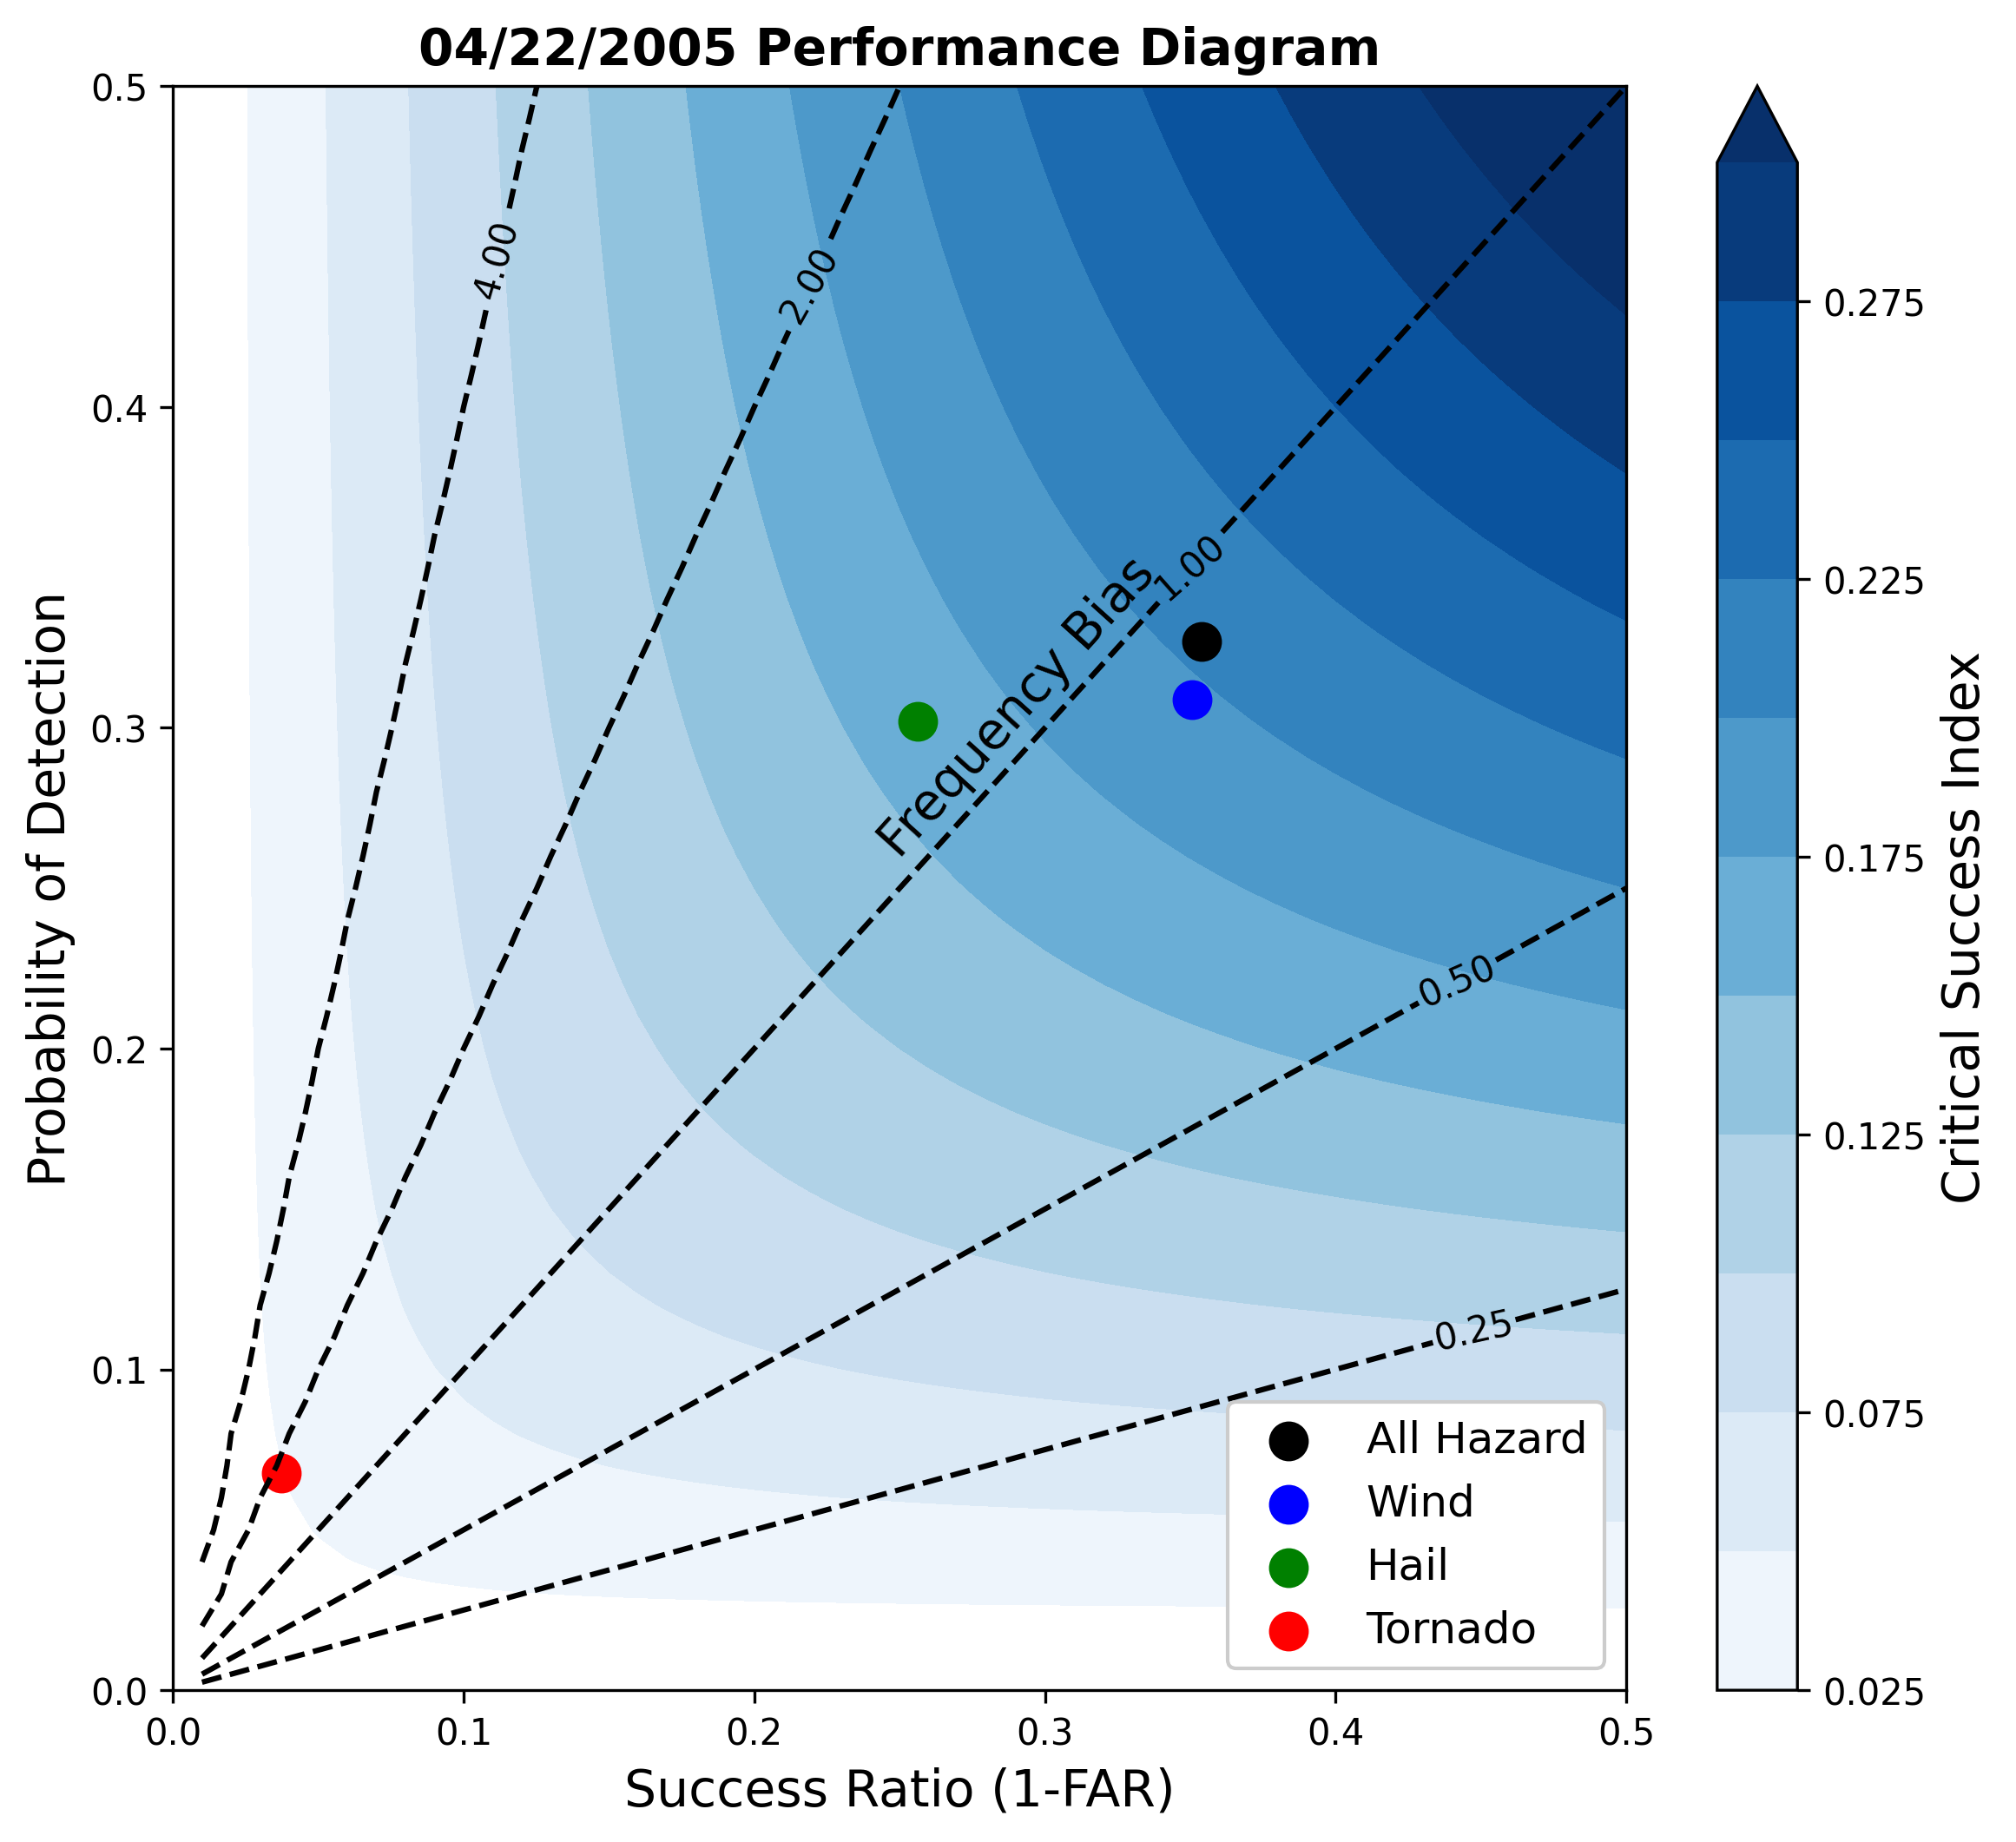 04/22/2005 Performance Diagram
0.5
0.4
0.3
0.2
0.1
0.0
Probability of Detection
4.00
2.00
1.00
0.50
0.25
Frequency Bias
All Hazard
Wind
Hail
Tornado
0.0
0.1
0.2
0.3
0.4
0.5
Success Ratio (1-FAR)
0.275
0.225
0.175
0.125
0.075
0.025
Critical Success Index